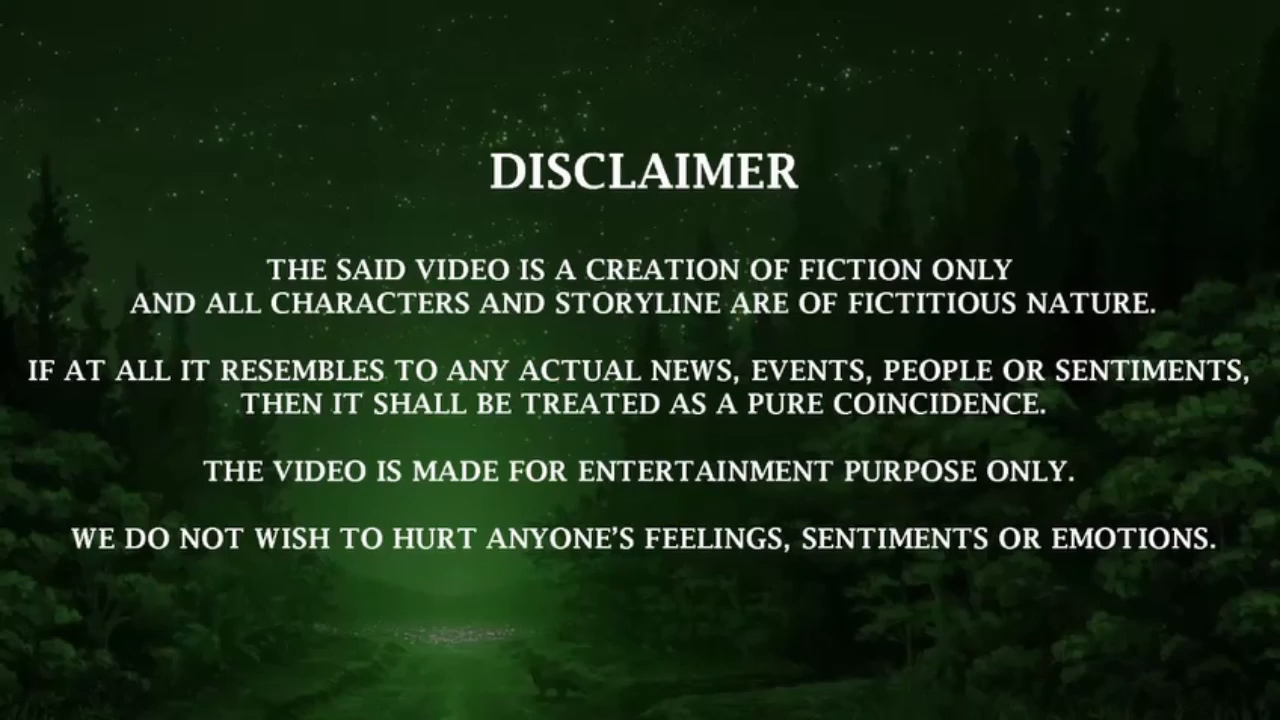 DISCLAIMER
THE SAID VIDEO IS A CREATION OF FICTION ONLY
AND ALL CHARACTERS AND STORYLINE ARE OF FICTITIOUS NATURE.
IF AT ALL IT RESEMBLES TO ANY ACTUAL NEWS, EVENTS, PEOPLE OR SENTIMENTS,
THEN IT SHALL BE TREATED AS A PURE COINCIDENCE.
THE VIDEO IS MADE FOR ENTERTAINMENT PURPOSE ONLY.
WE DO NOT WISH TO HURT ANYONE'S FEELINGS, SENTIMENTS OR EMOTIONS.